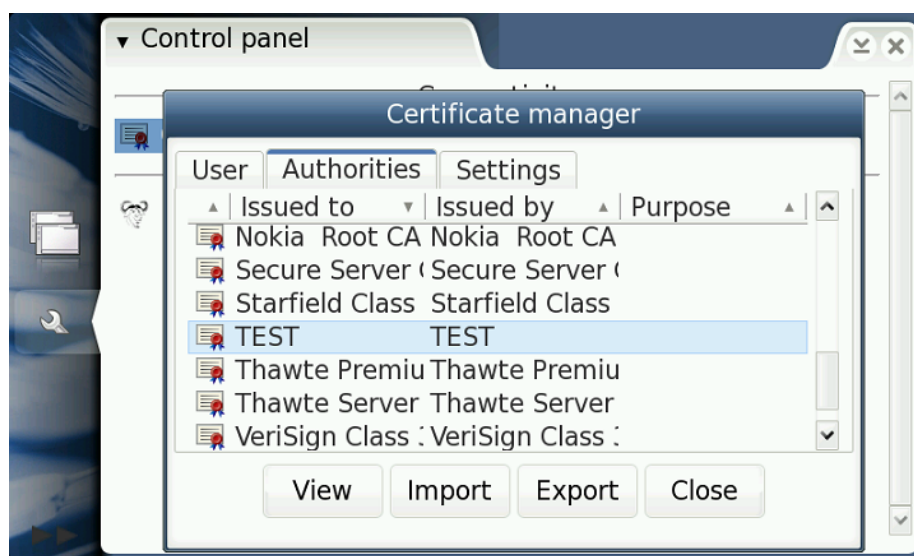 Control panel
Certificate manager
User Authorities Settings
Issued to Issued by Purpose
Nokia Root CA Nokia Root CA
Secure Server Secure Server
Starfield Class Starfield Class
TEST TEST
Thawte Premiu Thawte Premiu
Thawte Server Thawte Server
VeriSign Class VeriSign Class
View Import Export Close